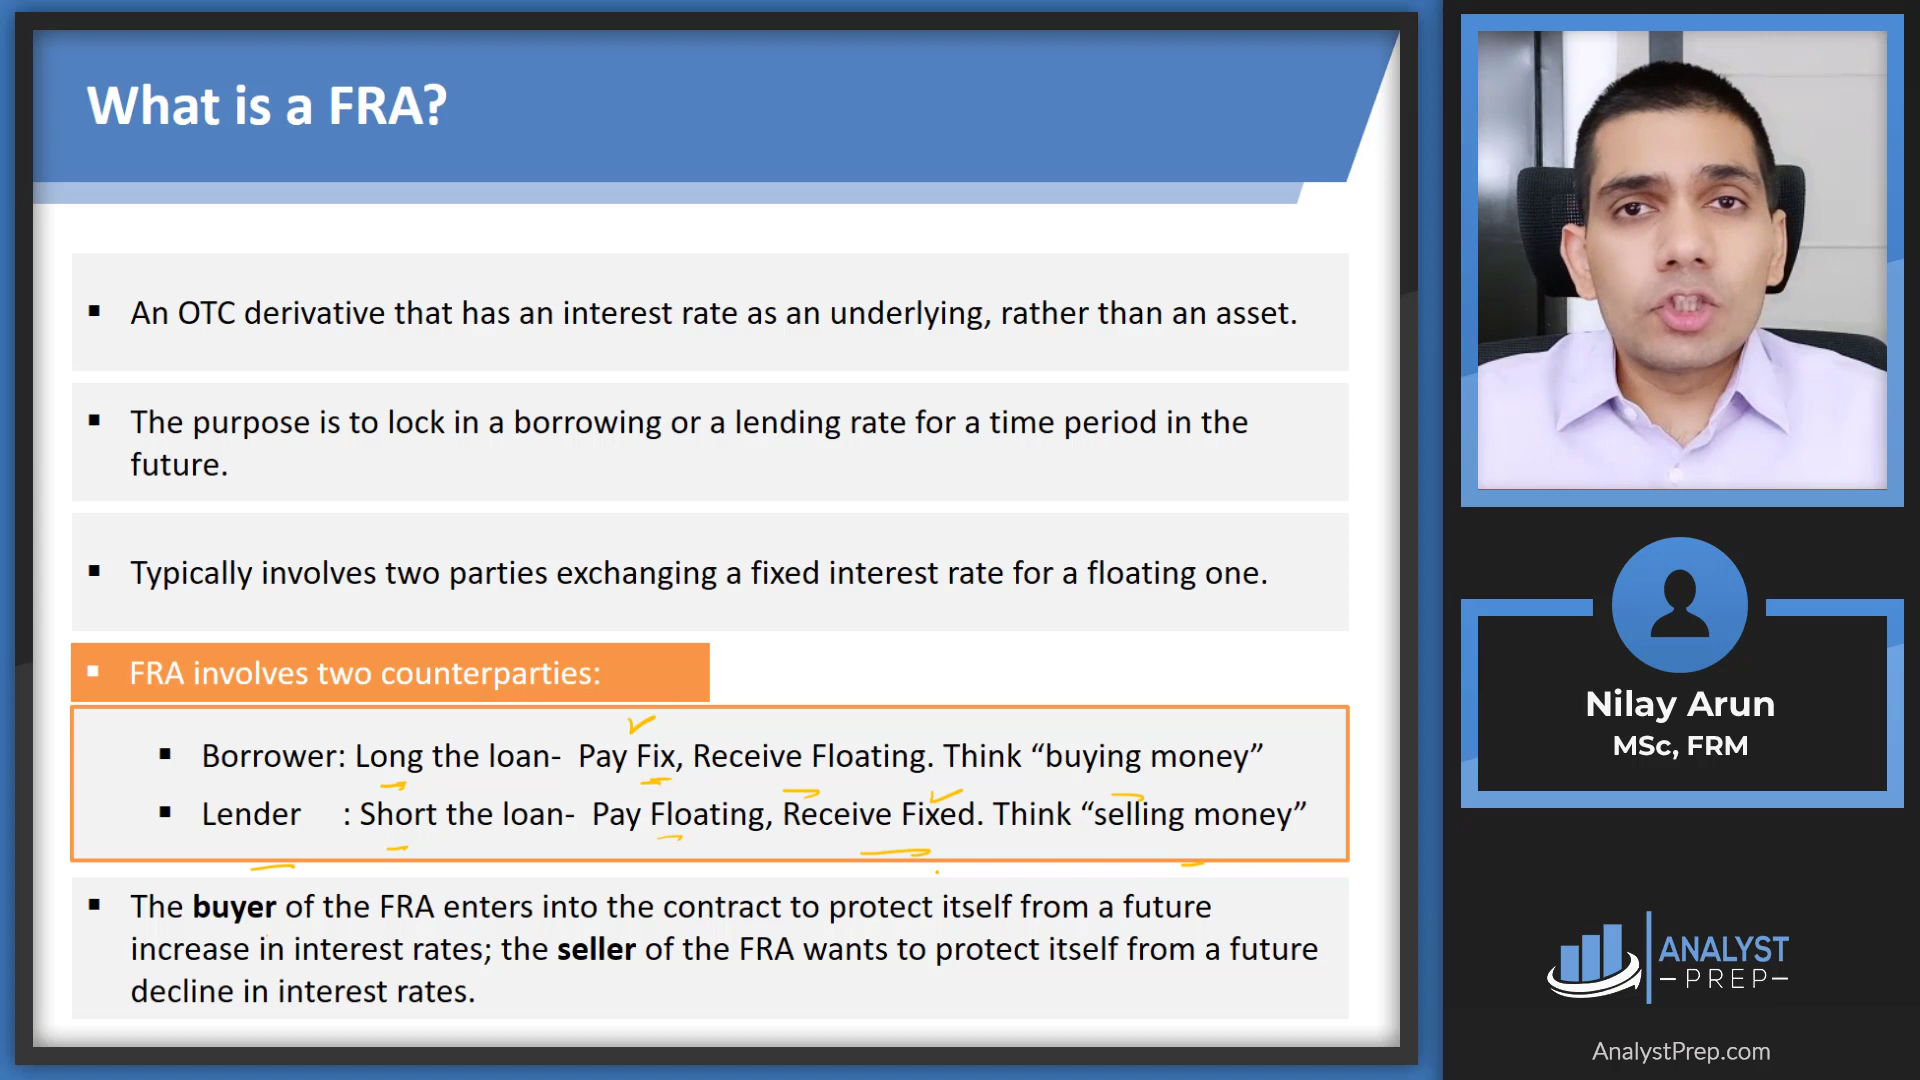 What is a FRA?
▪ An OTC derivative that has an interest rate as an underlying, rather than an asset.
▪ The purpose is to lock in a borrowing or a lending rate for a time period in the
future.
▪ Typically involves two parties exchanging a fixed interest rate for a floating one.
▪ FRA involves two counterparties:
▪ Borrower: Long the loan- Pay Fix, Receive Floating. Think “buying money”
▪ Lender : Short the loan- Pay Floating, Receive Fixed. Think “selling money”
▪ The buyer of the FRA enters into the contract to protect itself from a future
increase in interest rates; the seller of the FRA wants to protect itself from a future
decline in interest rates.
Nilay Arun
MSc, FRM
ANALYST
PREP
AnalystPrep.com